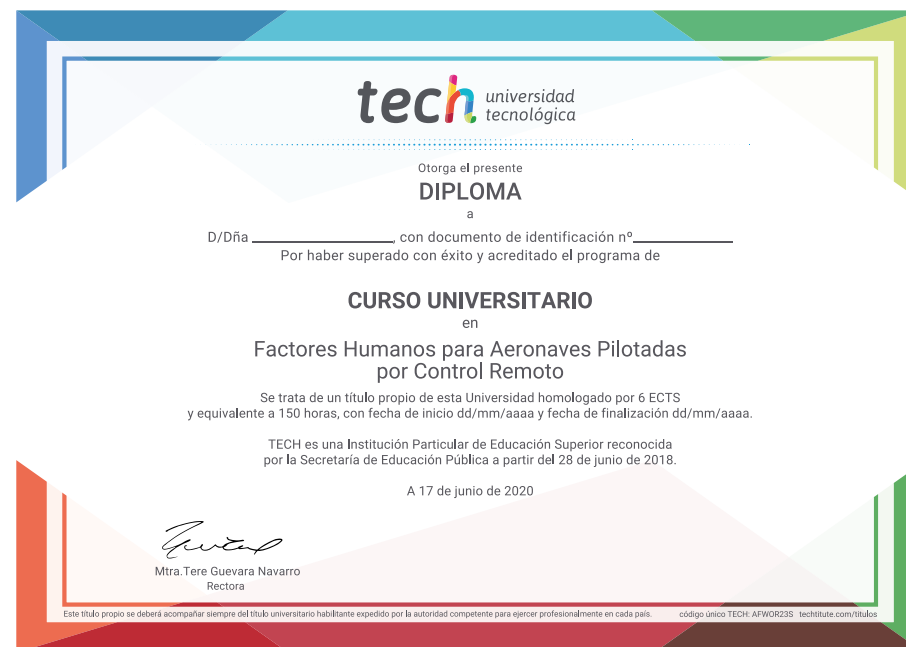 tech universidad
tecnológica
Otorga el presente
DIPLOMA
a
D/Dña ____________________, con documento de identificación nº______________
Por haber superado con éxito y acreditado el programa de
CURSO UNIVERSITARIO
en
Factores Humanos para Aeronaves Pilotadas
por Control Remoto
Se trata de un título propio de esta Universidad homologado por 6 ECTS
y equivalente a 150 horas, con fecha de inicio dd/mm/aaaa y fecha de finalización dd/mm/aaaa.
TECH es una Institución Particular de Educación Superior reconocida
por la Secretaría de Educación Pública a partir del 28 de junio de 2018.
A 17 de junio de 2020
Mtra.Tere Guevara Navarro
Rectora
Este título propio se deberá acompañar siempre del título universitario habilitante expedido por la autoridad competente para ejercer profesionalmente en cada país. código único TECH: AFWOR23S techtitute.com/titulos